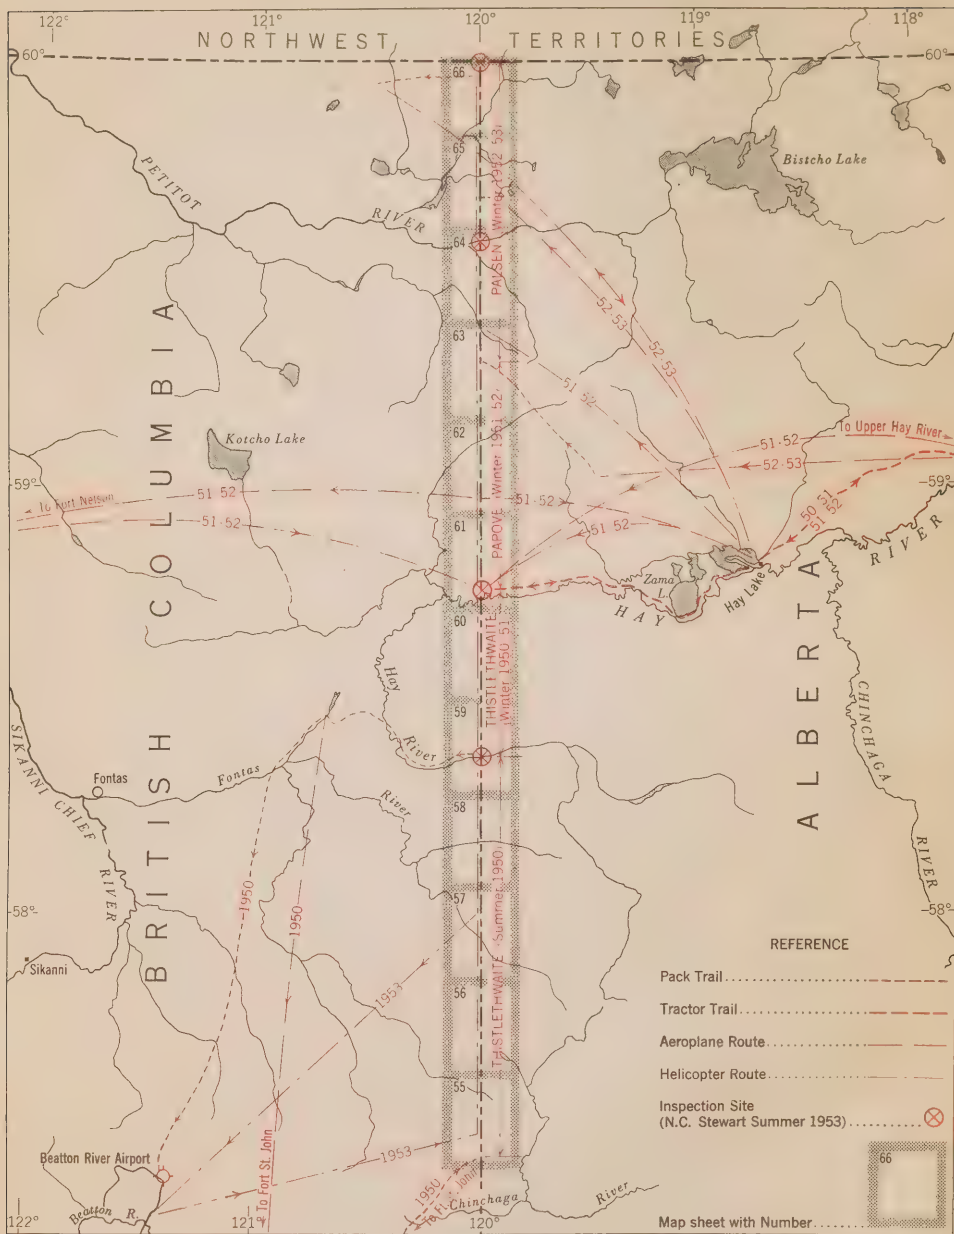 122°
121°
120°
119°
118°
NORTHWEST TERRITORIES
60°
60°
66
65
PETITOT
RIVER
Bistcho Lake
64
PALSEN (Winter 1952 53)
52·53
52·53
63
51 52
BRITISH COLUMBIA
Kotcho Lake
62
PAPOVE (Winter 1951 52)
To Upper Hay River
51·52
52·53
59°
59°
To Fort Nelson
51 52
51·52
51·52
51 52
50 51
51 52
61
Zama
L.
Hay Lake
HAY
RIVER
60
THISTLETHWAITE
(Winter 1950 51)
ALBERTA
Hay
River
59
CHINCHAGA
RIVER
SIKANNI CHIEF
RIVER
Fontas
Fontas
River
58
1950
1950
57
58°
58°
Sikanni
1953
56
THISTLETHWAITE (Summer 1950)
55
1953
Beatton River Airport
To Fort St. John
1950
To Ft. St. John
Chinchaga
River
Beatton R.
122°
121°
120°
REFERENCE
Pack Trail
Tractor Trail
Aeroplane Route
Helicopter Route
Inspection Site
(N.C. Stewart Summer 1953)
66
Map sheet with Number